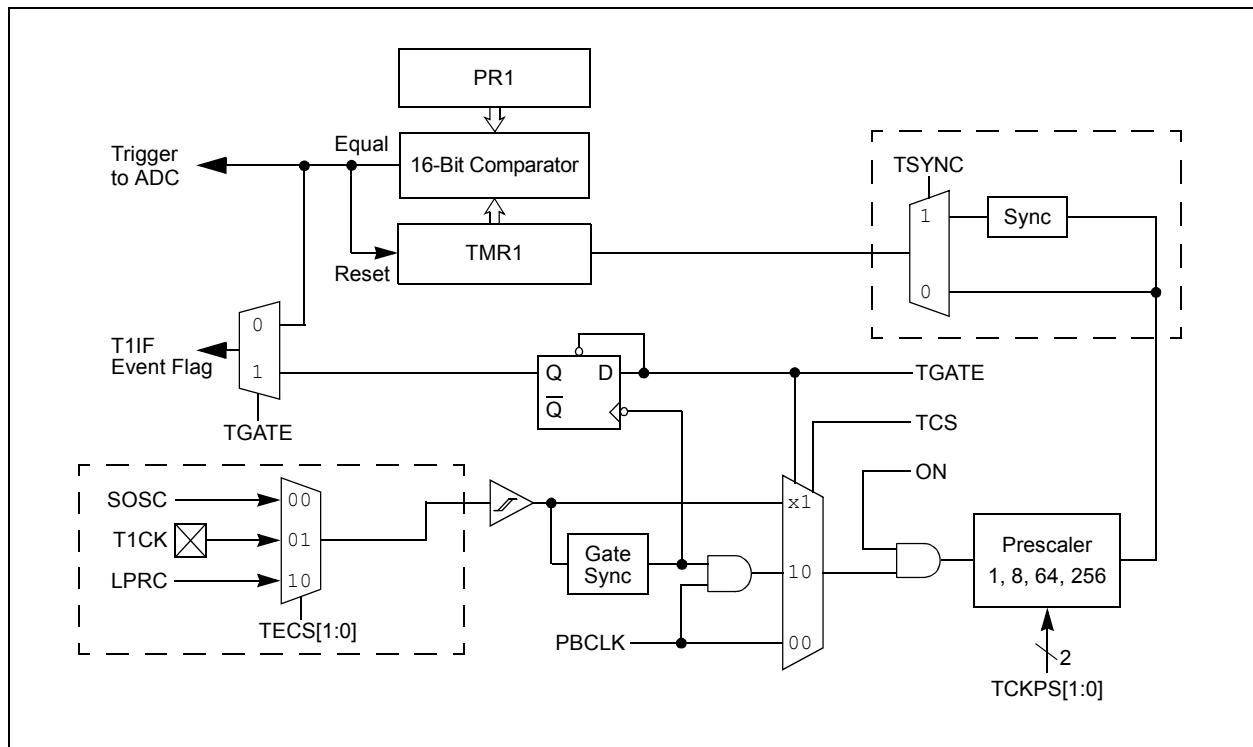 PR1
Equal
16-Bit Comparator
Trigger
to ADC
TSYNC
1
Sync
TMR1
Reset
0
0
T1IF
Event Flag
1
Q
D
Q
TGATE
TGATE
TCS
ON
SOSC
00
x1
T1CK
01
Gate
Sync
10
Prescaler
1, 8, 64, 256
LPRC
10
TECS[1:0]
PBCLK
00
2
TCKPS[1:0]